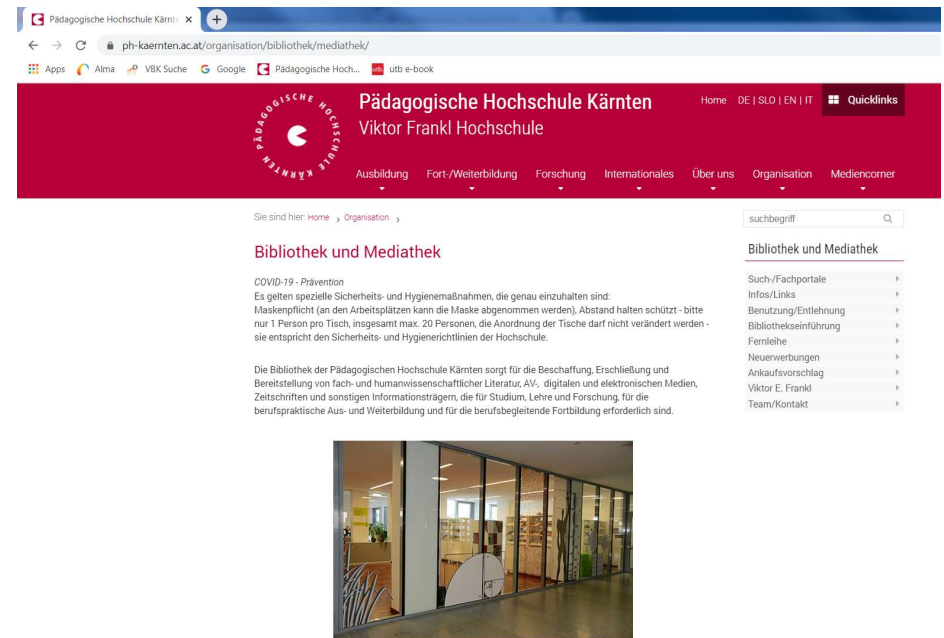 Pädagogische Hochschule Kärnte
ph-kaernten.ac.at/organisation/bibliothek/mediathek/
Apps Alma VBK Suche Google Pädagogische Hoch... utb utb e-book
PÄDAGOGISCHE HOCHSCHULE KÄRNTEN
Pädagogische Hochschule Kärnten
Viktor Frankl Hochschule
Home DE | SLO | EN | IT Quicklinks
Ausbildung Fort-/Weiterbildung Forschung Internationales Über uns Organisation Mediencorner
Sie sind hier: Home > Organisation >
Bibliothek und Mediathek
COVID-19 - Prävention
Es gelten spezielle Sicherheits- und Hygienemaßnahmen, die genau einzuhalten sind:
Maskenpflicht (an den Arbeitsplätzen kann die Maske abgenommen werden), Abstand halten schützt - bitte
nur 1 Person pro Tisch, insgesamt max. 20 Personen, die Anordnung der Tische darf nicht verändert werden -
sie entspricht den Sicherheits- und Hygienerichtlinien der Hochschule.
Die Bibliothek der Pädagogischen Hochschule Kärnten sorgt für die Beschaffung, Erschließung und
Bereitstellung von fach- und humanwissenschaftlicher Literatur, AV-, digitalen und elektronischen Medien,
Zeitschriften und sonstigen Informationsträgern, die für Studium, Lehre und Forschung, für die
berufspraktische Aus- und Weiterbildung und für die berufsbegleitende Fortbildung erforderlich sind.
suchbegriff
Bibliothek und Mediathek
Such-/Fachportale
Infos/Links
Benutzung/Entlehnung
Bibliothekseinführung
Fernleihe
Neuerwerbungen
Ankaufsvorschlag
Viktor E. Frankl
Team/Kontakt